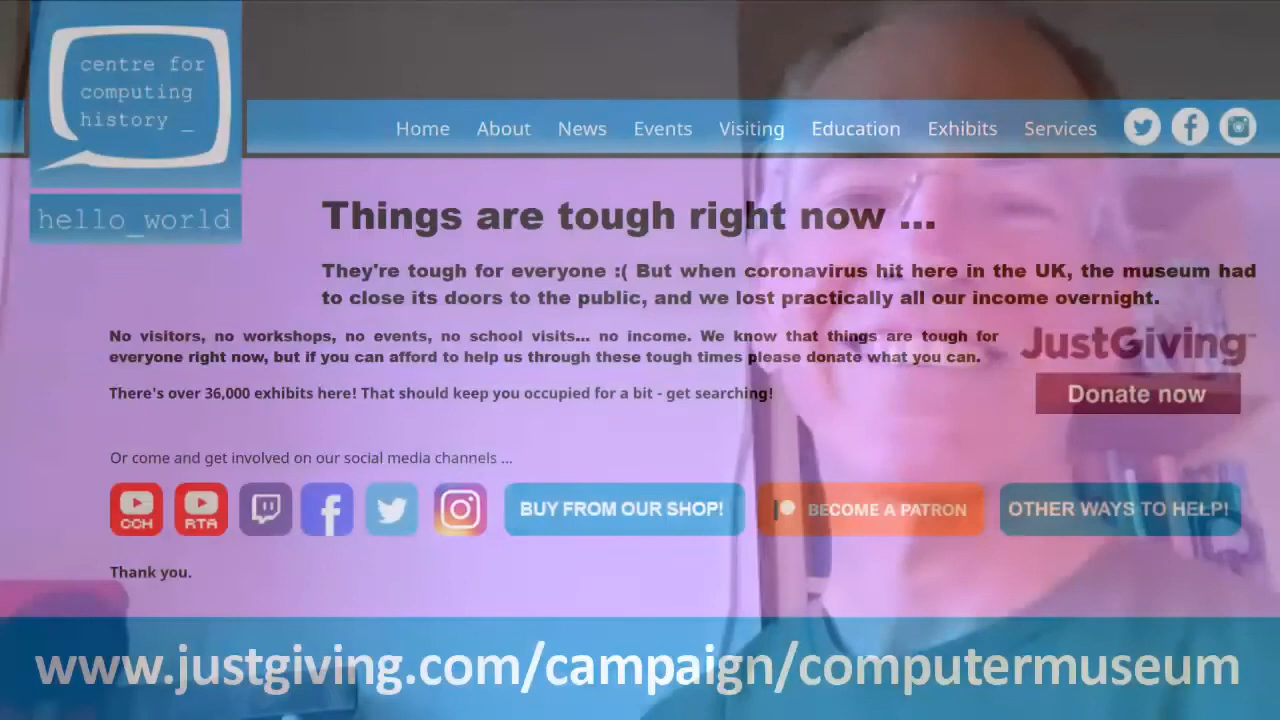 centre for
computing
history _
hello_world
Home About News Events Visiting Education Exhibits Services
Things are tough right now ...
They're tough for everyone :( But when coronavirus hit here in the UK, the museum had
to close its doors to the public, and we lost practically all our income overnight.
No visitors, no workshops, no events, no school visits... no income. We know that things are tough for
everyone right now, but if you can afford to help us through these tough times please donate what you can.
JustGiving™
Donate now
There's over 36,000 exhibits here! That should keep you occupied for a bit - get searching!
Or come and get involved on our social media channels ...
CCH RTA BUY FROM OUR SHOP! BECOME A PATRON OTHER WAYS TO HELP!
Thank you.
www.justgiving.com/campaign/computermuseum